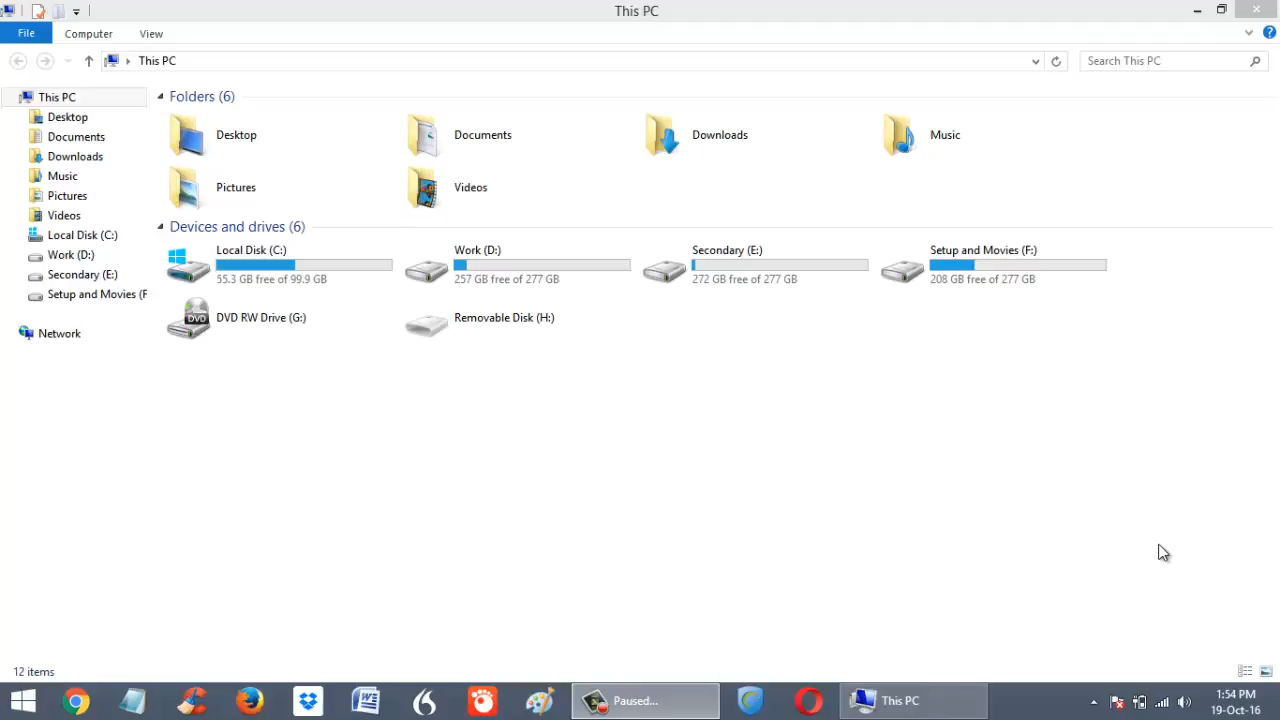 This PC
File
Computer
View
This PC
Search This PC
This PC
Desktop
Documents
Downloads
Music
Pictures
Videos
Local Disk (C:)
Work (D:)
Secondary (E:)
Setup and Movies (F
Network
Folders (6)
Desktop
Documents
Downloads
Music
Pictures
Videos
Devices and drives (6)
Local Disk (C:)
55.3 GB free of 99.9 GB
Work (D:)
257 GB free of 277 GB
Secondary (E:)
272 GB free of 277 GB
Setup and Movies (F:)
208 GB free of 277 GB
DVD
DVD RW Drive (G:)
Removable Disk (H:)
12 items
Paused...
This PC
1:54 PM
19-Oct-16